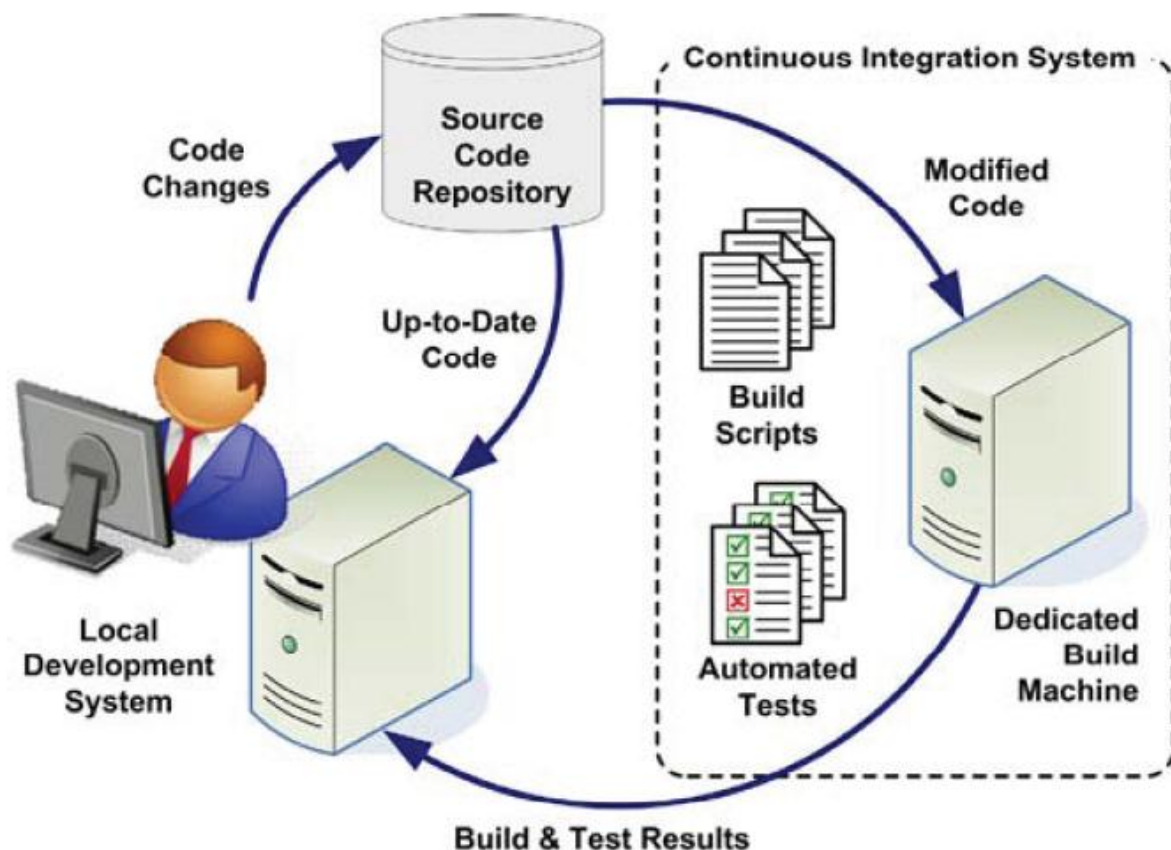 Continuous Integration System
Source
Code
Repository
Code
Changes
Modified
Code
Up-to-Date
Code
Build
Scripts
Local
Development
System
Automated
Tests
Dedicated
Build
Machine
Build & Test Results